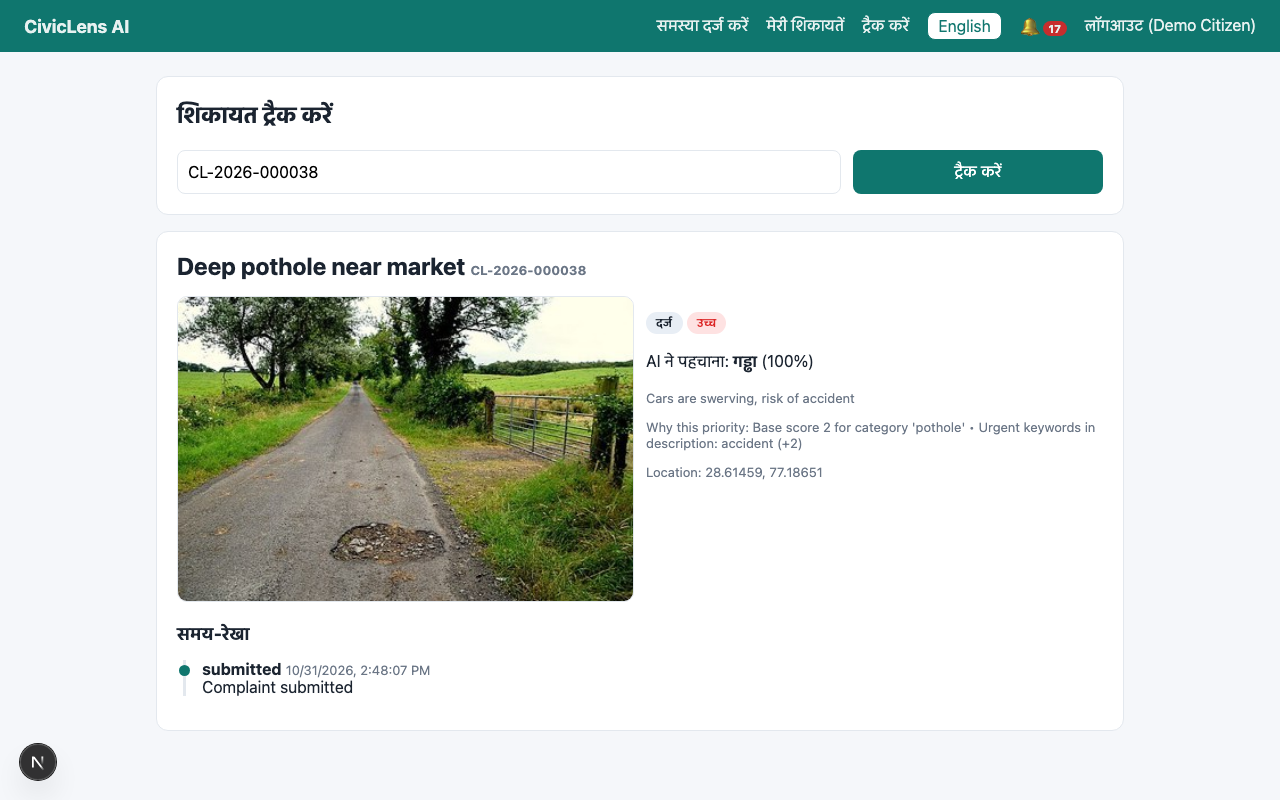 CivicLens AI
समस्या दर्ज करें
मेरी शिकायतें
ट्रैक करें
English
17
लॉगआउट (Demo Citizen)
शिकायत ट्रैक करें
CL-2026-000038
ट्रैक करें
Deep pothole near market CL-2026-000038
दर्ज
उच्च
AI ने पहचाना: गड्ढा (100%)
Cars are swerving, risk of accident
Why this priority: Base score 2 for category 'pothole' • Urgent keywords in
description: accident (+2)
Location: 28.61459, 77.18651
समय-रेखा
submitted 10/31/2026, 2:48:07 PM
Complaint submitted
N